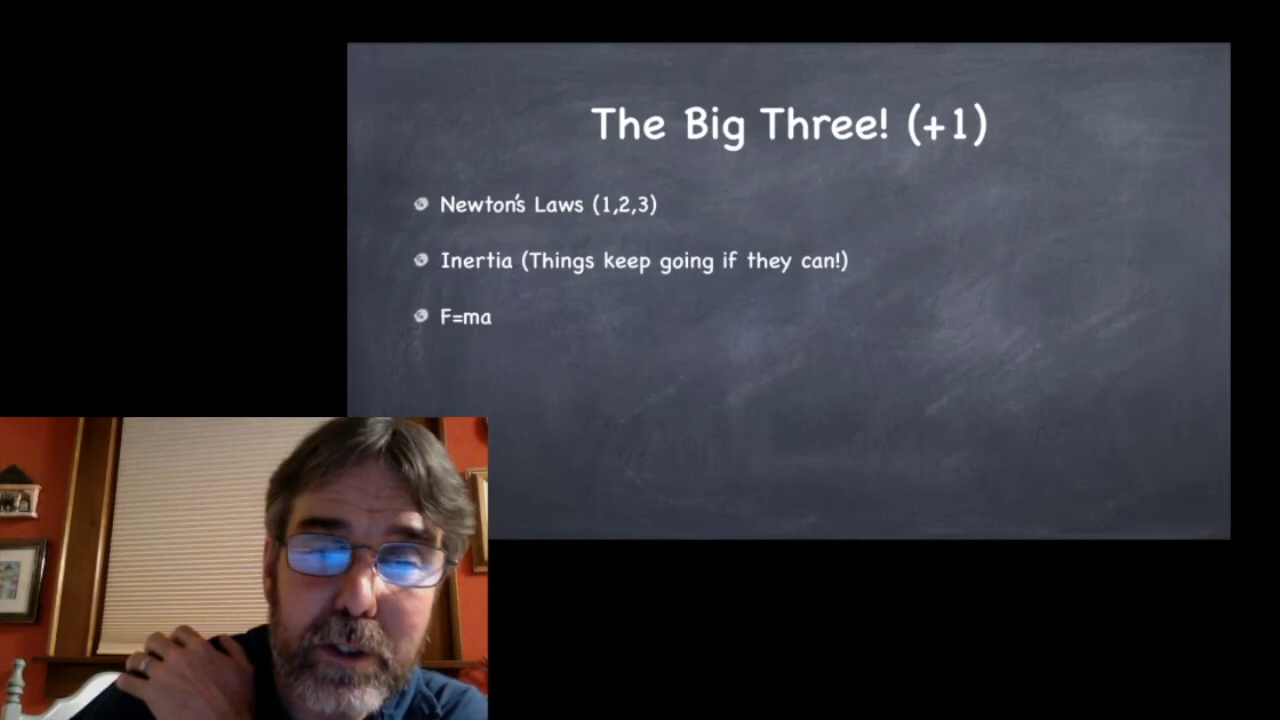 The Big Three! (+1)
Newton's Laws (1,2,3)
Inertia (Things keep going if they can!)
F=ma